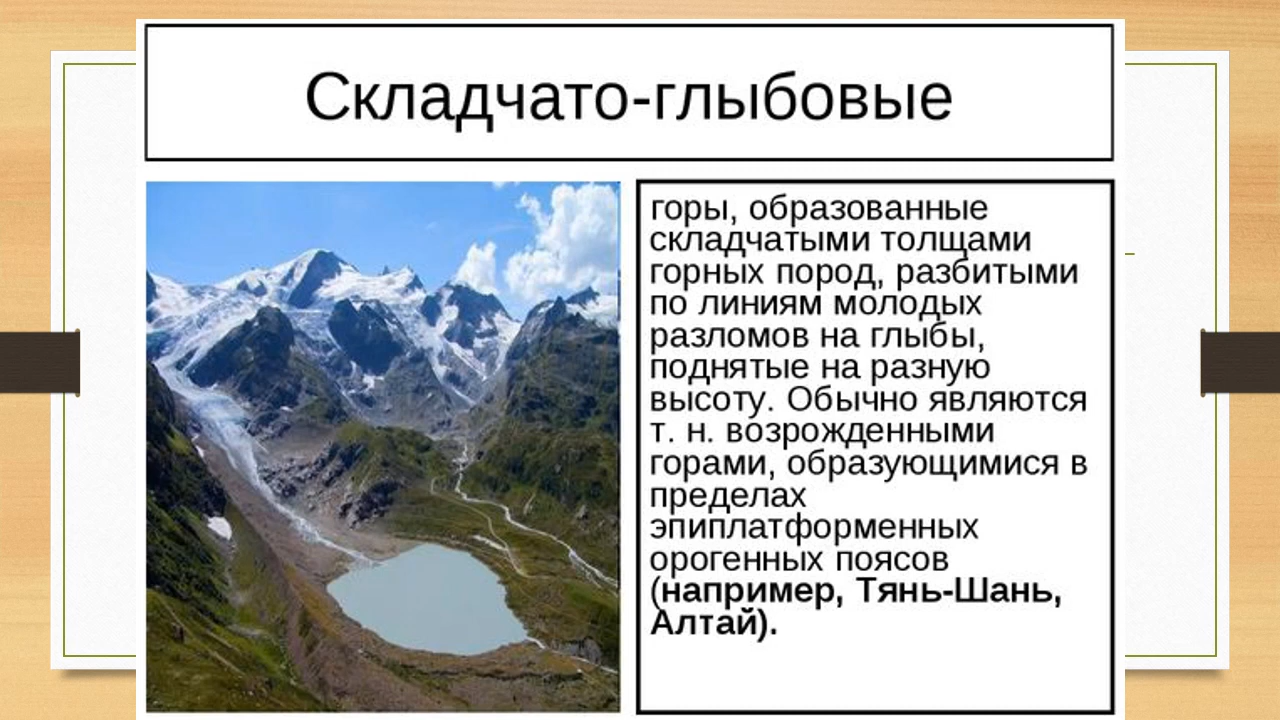 Складчато-глыбовые
горы, образованные
складчатыми толщами
горных пород, разбитыми
по линиям молодых
разломов на глыбы,
поднятые на разную
высоту. Обычно являются
т. н. возрожденными
горами, образующимися в
пределах
эпиплатформенных
орогенных поясов
(например, Тянь-Шань,
Алтай).